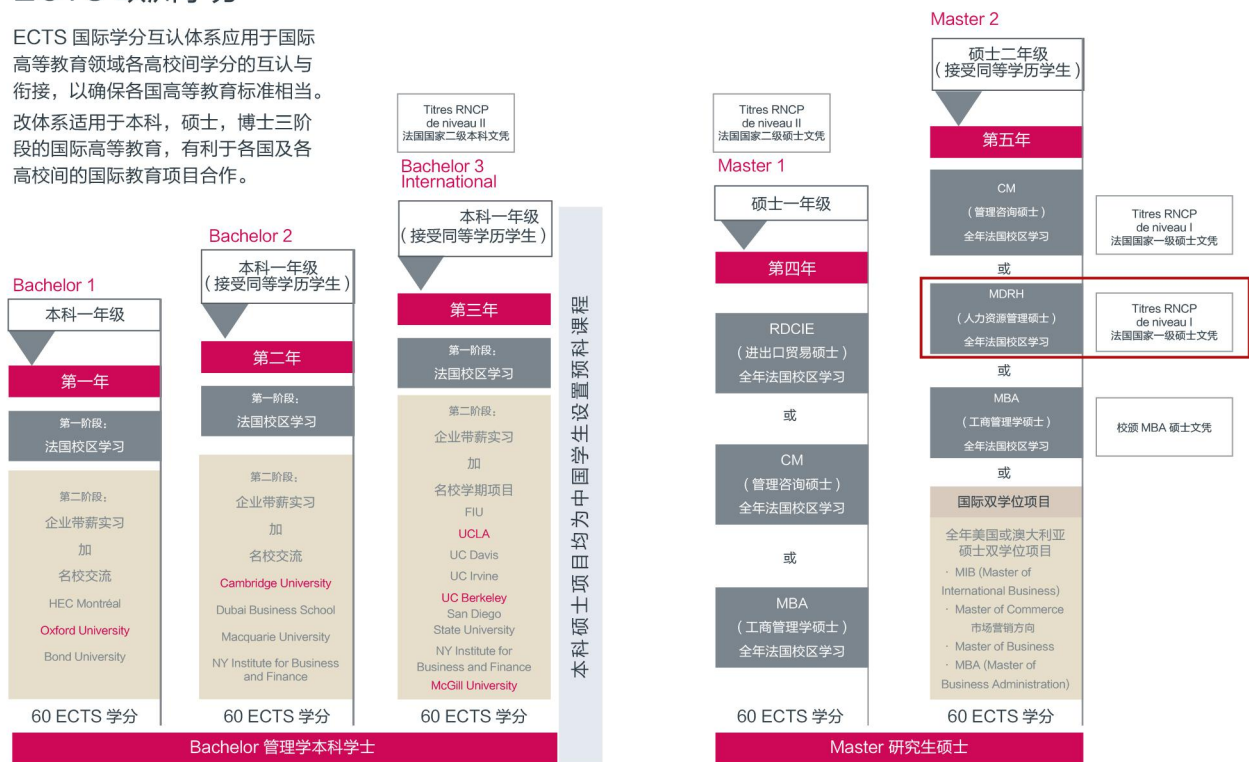 ECTS 国际学分互认体系应用于国际
高等教育领域各高校间学分的互认与
衔接，以确保各国高等教育标准相当。
改体系适用于本科，硕士，博士三阶
段的国际高等教育，有利于各国及各
高校间的国际教育项目合作。
Bachelor 1
本科一年级
第一年
第一阶段：
法国校区学习
第二阶段：
企业带薪实习
加
名校交流
HEC Montréal
Oxford University
Bond University
60 ECTS 学分
Bachelor 2
本科一年级
（接受同等学历学生）
第二年
第一阶段：
法国校区学习
第二阶段：
企业带薪实习
加
名校交流
Cambridge University
Dubai Business School
Macquarie University
NY Institute for Business
and Finance
60 ECTS 学分
Titres RNCP
de niveau II
法国国家二级本科文凭
Bachelor 3
International
本科一年级
（接受同等学历学生）
第三年
第一阶段：
法国校区学习
第二阶段：
企业带薪实习
加
名校学期项目
FIU
UCLA
UC Davis
UC Irvine
UC Berkeley
San Diego
State University
NY Institute for
Business and Finance
McGill University
60 ECTS 学分
Bachelor 管理学本科学士
本科硕士项目均为中国学生设置预科课程
Titres RNCP
de niveau II
法国国家二级硕士文凭
Master 1
硕士一年级
第四年
RDCIE
（进出口贸易硕士）
全年法国校区学习
或
CM
（管理咨询硕士）
全年法国校区学习
或
MBA
（工商管理学硕士）
全年法国校区学习
60 ECTS 学分
Master 2
硕士二年级
（接受同等学历学生）
第五年
CM
（管理咨询硕士）
全年法国校区学习
Titres RNCP
de niveau I
法国国家一级硕士文凭
或
MDRH
（人力资源管理硕士）
全年法国校区学习
Titres RNCP
de niveau I
法国国家一级硕士文凭
或
MBA
（工商管理学硕士）
全年法国校区学习
校颁 MBA 硕士文凭
或
国际双学位项目
全年美国或澳大利亚
硕士双学位项目
· MIB (Master of
International Business)
· Master of Commerce
市场营销方向
· Master of Business
· MBA (Master of
Business Administration)
60 ECTS 学分
Master 研究生硕士